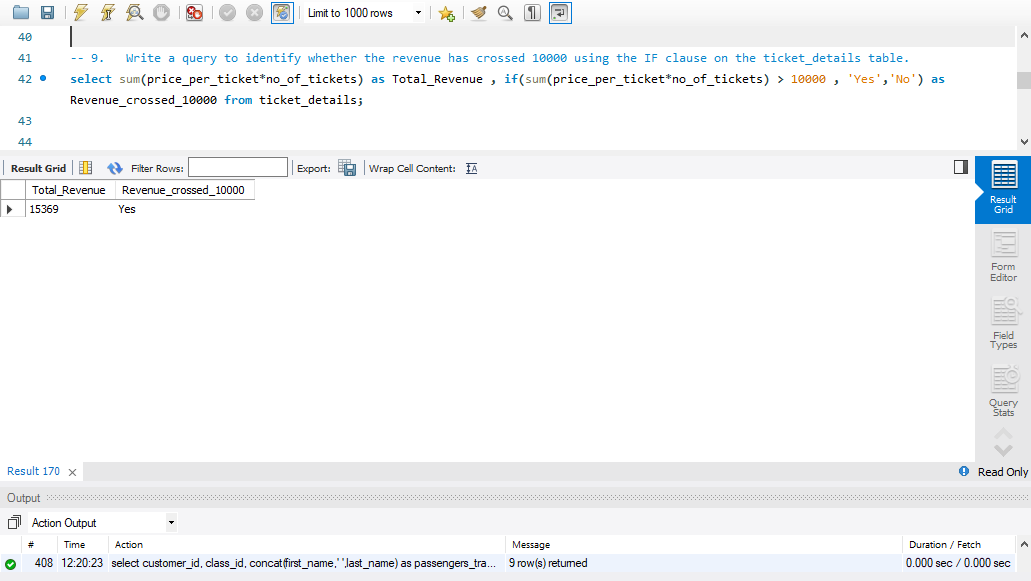 Limit to 1000 rows
40
41 -- 9. Write a query to identify whether the revenue has crossed 10000 using the IF clause on the ticket_details table.
42 select sum(price_per_ticket*no_of_tickets) as Total_Revenue , if(sum(price_per_ticket*no_of_tickets) > 10000 , 'Yes','No') as
Revenue_crossed_10000 from ticket_details;
43
44
Result Grid Filter Rows: Export: Wrap Cell Content: IA
Total_Revenue Revenue_crossed_10000
15369 Yes
Result
Grid
Form
Editor
Field
Types
Query
Stats
Result 170 Read Only
Output
Action Output
# Time Action Message Duration / Fetch
408 12:20:23 select customer_id, class_id, concat(first_name,' ',last_name) as passengers_tra... 9 row(s) returned 0.000 sec / 0.000 sec